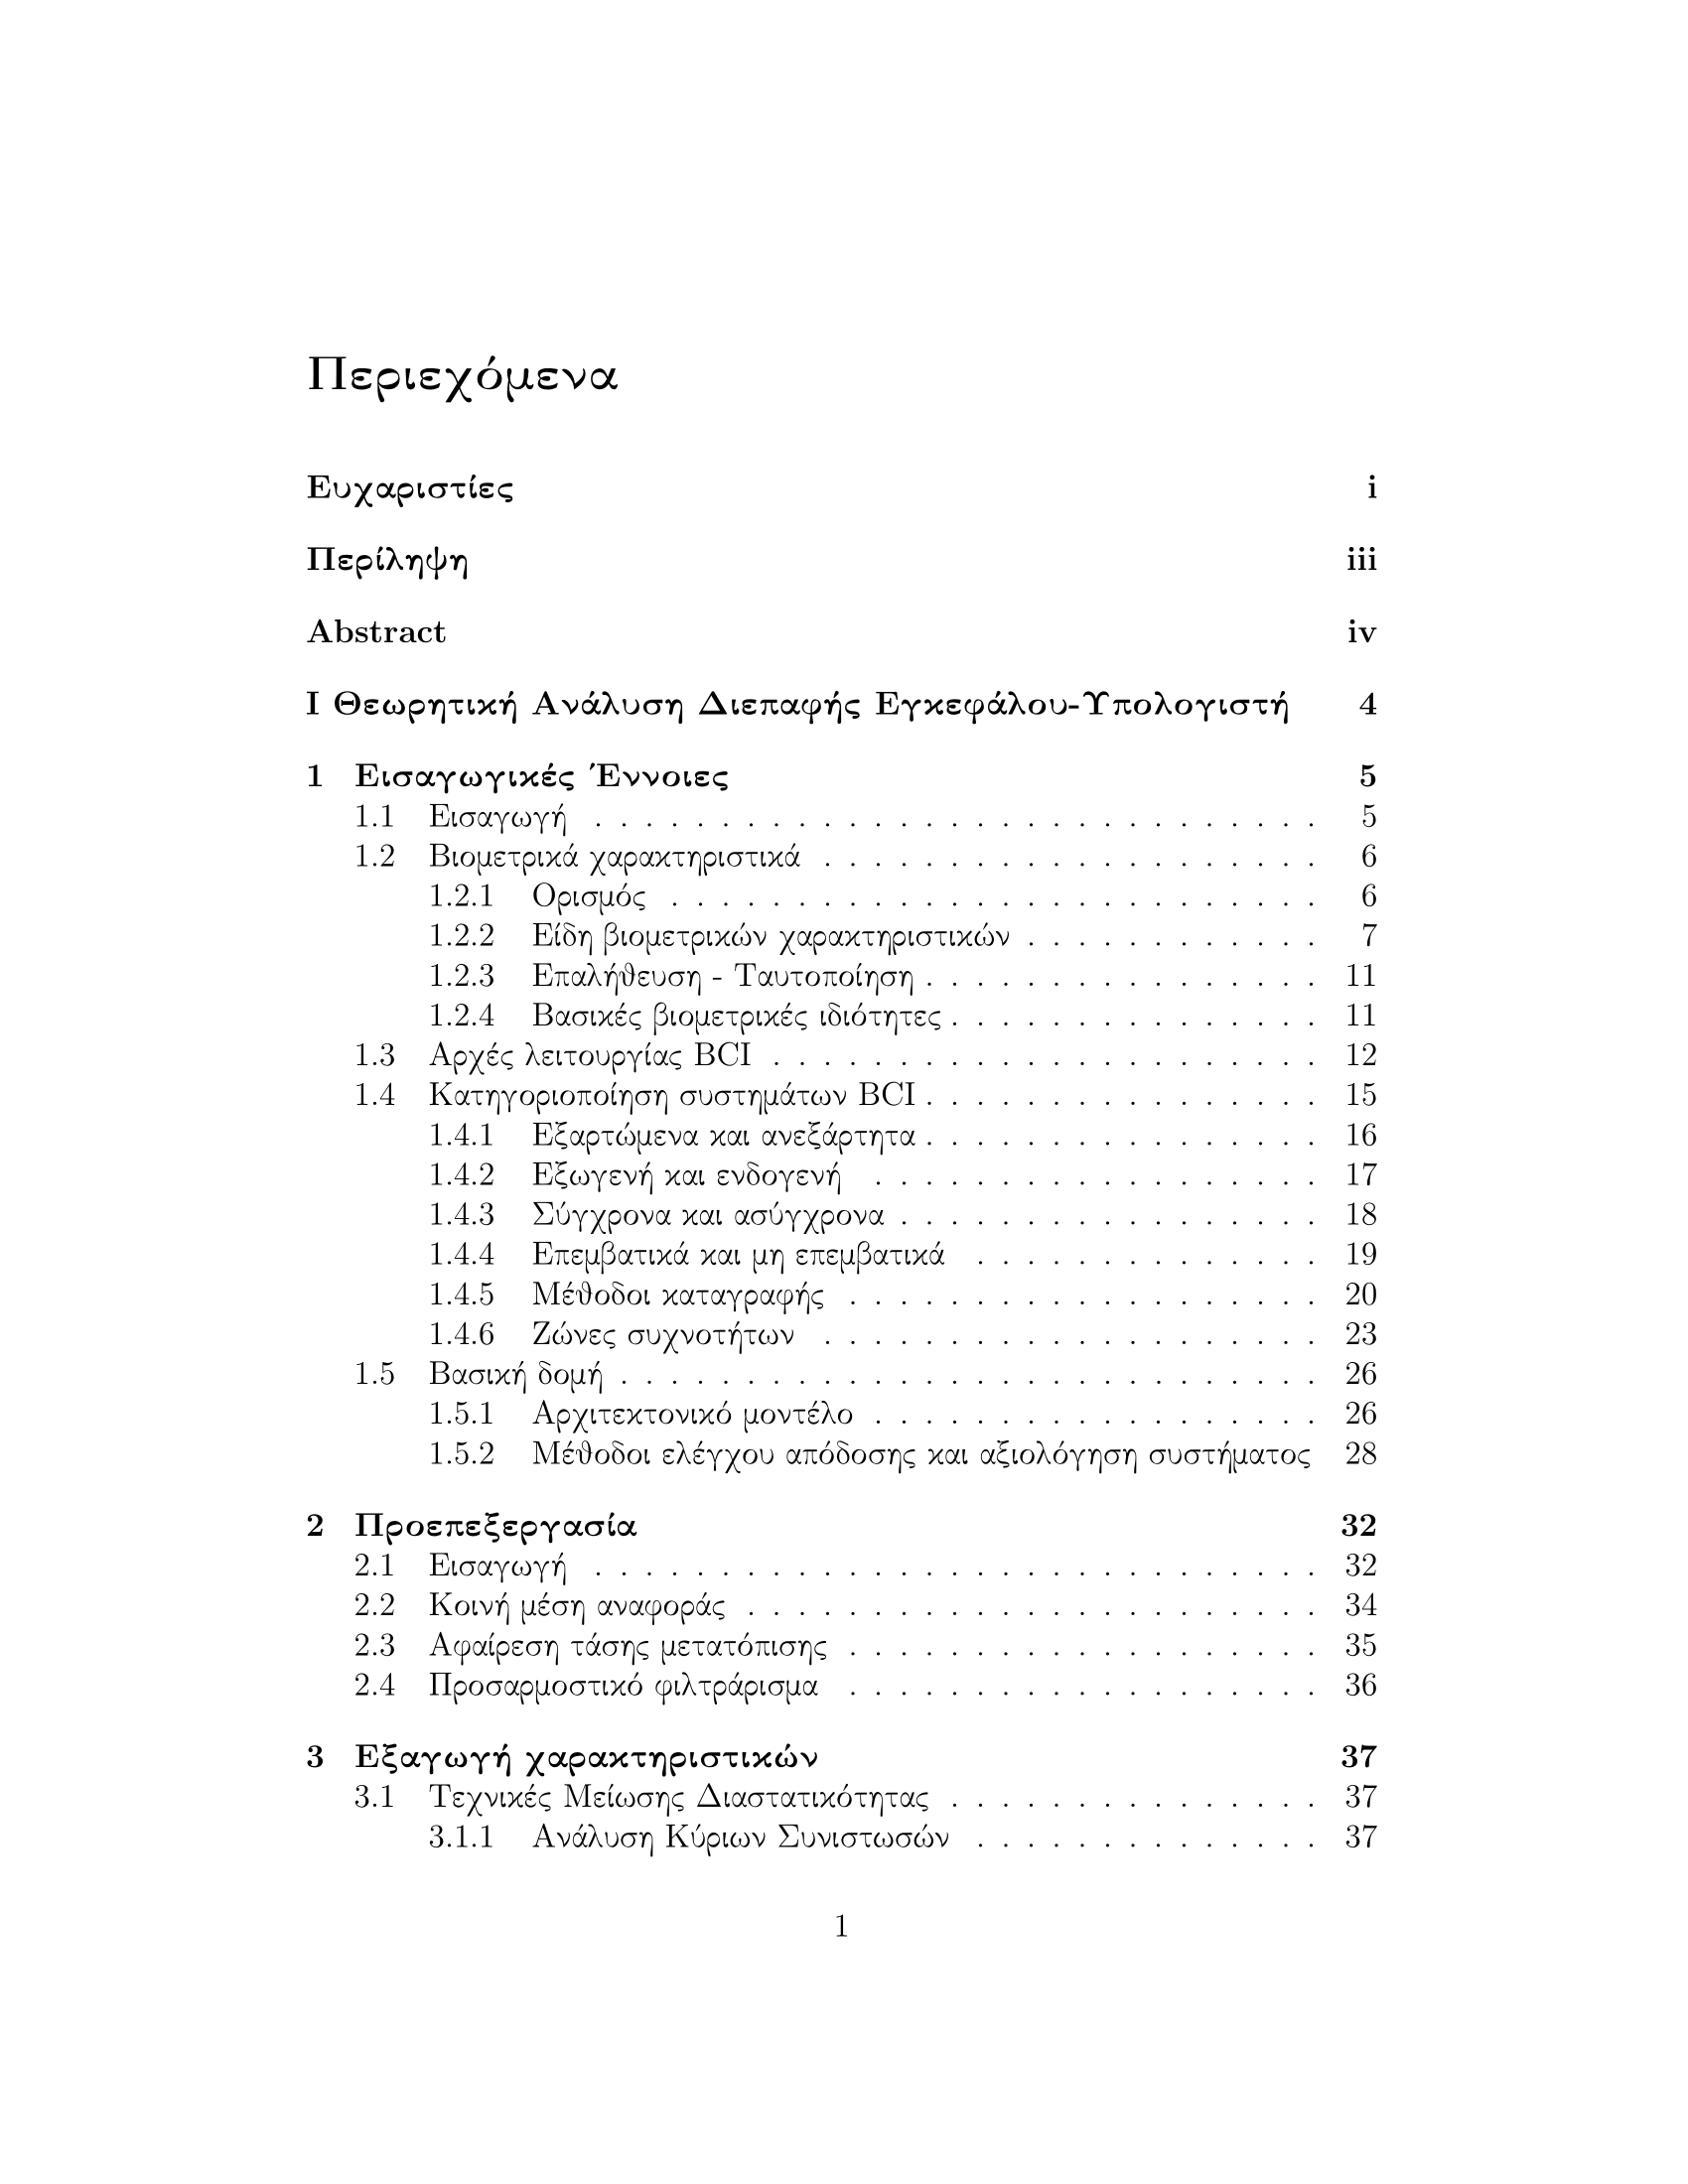 Περιεχόμενα
Ευχαριστίες i
Περίληψη iii
Abstract iv
I Θεωρητική Ανάλυση Διεπαφής Εγκεφάλου-Υπολογιστή 4
1 Εισαγωγικές Έννοιες 5
1.1 Εισαγωγή . . . . . . . . . . . . . . . . . . . . . . . . . . . . . 5
1.2 Βιομετρικά χαρακτηριστικά . . . . . . . . . . . . . . . . . . . . 6
1.2.1 Ορισμός . . . . . . . . . . . . . . . . . . . . . . . . . . 6
1.2.2 Είδη βιομετρικών χαρακτηριστικών . . . . . . . . . . . . 7
1.2.3 Επαλήθευση - Ταυτοποίηση . . . . . . . . . . . . . . . . 11
1.2.4 Βασικές βιομετρικές ιδιότητες . . . . . . . . . . . . . . . 11
1.3 Αρχές λειτουργίας BCI . . . . . . . . . . . . . . . . . . . . . . 12
1.4 Κατηγοριοποίηση συστημάτων BCI . . . . . . . . . . . . . . . . 15
1.4.1 Εξαρτώμενα και ανεξάρτητα . . . . . . . . . . . . . . . . 16
1.4.2 Εξωγενή και ενδογενή . . . . . . . . . . . . . . . . . . 17
1.4.3 Σύγχρονα και ασύγχρονα . . . . . . . . . . . . . . . . . 18
1.4.4 Επεμβατικά και μη επεμβατικά . . . . . . . . . . . . . . 19
1.4.5 Μέθοδοι καταγραφής . . . . . . . . . . . . . . . . . . . 20
1.4.6 Ζώνες συχνοτήτων . . . . . . . . . . . . . . . . . . . . 23
1.5 Βασική δομή . . . . . . . . . . . . . . . . . . . . . . . . . . . . 26
1.5.1 Αρχιτεκτονικό μοντέλο . . . . . . . . . . . . . . . . . . 26
1.5.2 Μέθοδοι ελέγχου απόδοσης και αξιολόγηση συστήματος 28
2 Προεπεξεργασία 32
2.1 Εισαγωγή . . . . . . . . . . . . . . . . . . . . . . . . . . . . . 32
2.2 Κοινή μέση αναφοράς . . . . . . . . . . . . . . . . . . . . . . . 34
2.3 Αφαίρεση τάσης μετατόπισης . . . . . . . . . . . . . . . . . . . 35
2.4 Προσαρμοστικό φιλτράρισμα . . . . . . . . . . . . . . . . . . . 36
3 Εξαγωγή χαρακτηριστικών 37
3.1 Τεχνικές Μείωσης Διαστατικότητας . . . . . . . . . . . . . . . 37
3.1.1 Ανάλυση Κύριων Συνιστωσών . . . . . . . . . . . . . . 37
1